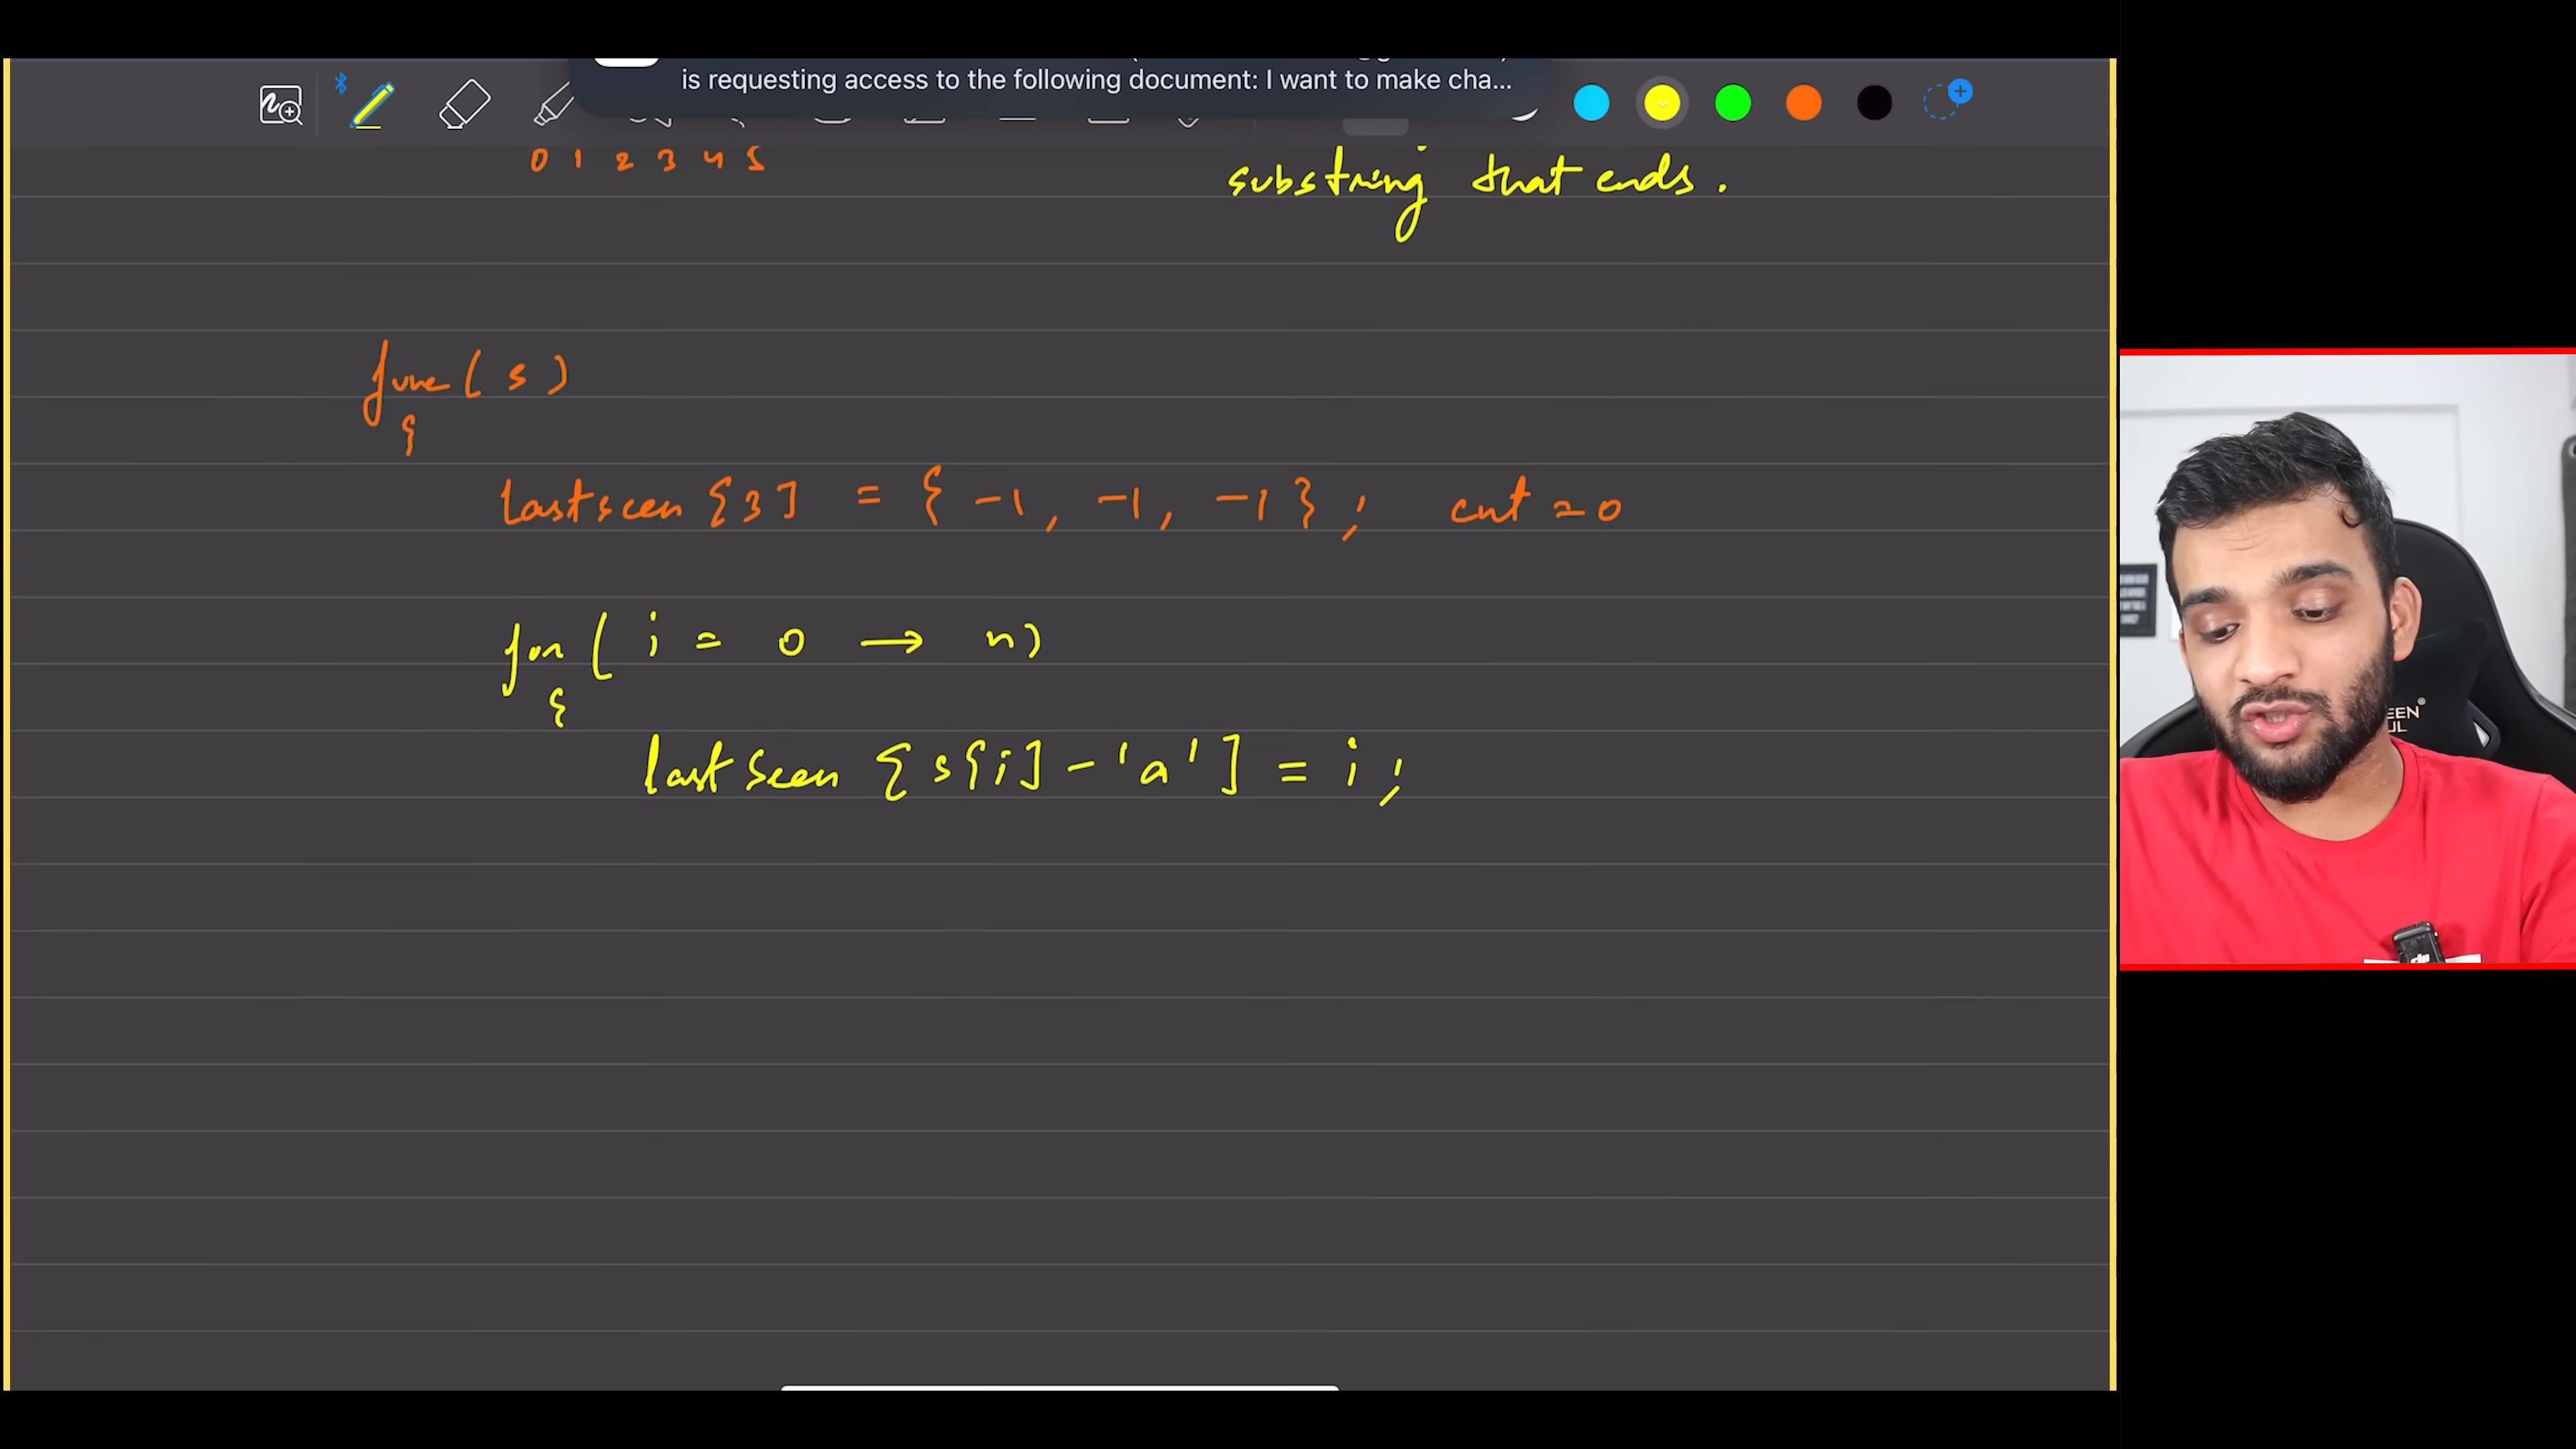 is requesting access to the following document: I want to make cha...
0 1 2 3 4 5
substring that ends.
func(s)
{
lastseen[3] = {-1, -1, -1}; cnt = 0
for(i = 0 → n)
{
lastseen[s[i]-'a'] = i;